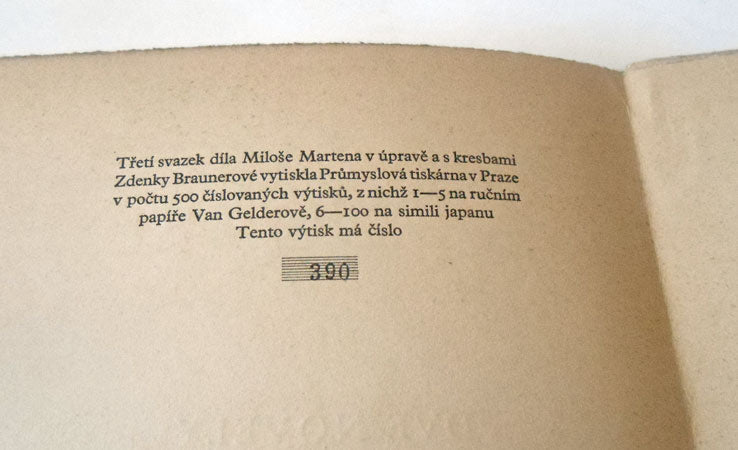 Třetí svazek díla Miloše Martena v úpravě a s kresbami
Zdenky Braunerové vytiskla Průmyslová tiskárna v Praze
v počtu 500 číslovaných výtisků, z nichž 1—5 na ručním
papíře Van Gelderově, 6—100 na simili japanu
Tento výtisk má číslo
390